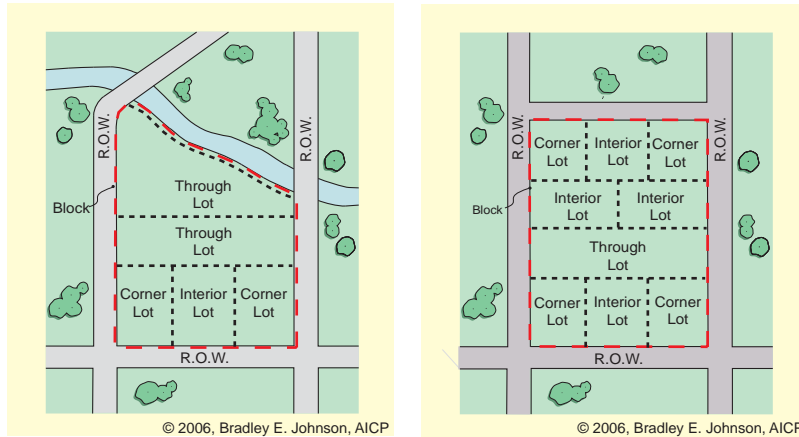 R.O.W.
R.O.W.
Block
Through
Lot
Through
Lot
Corner
Lot
Interior
Lot
Corner
Lot
R.O.W.
© 2006, Bradley E. Johnson, AICP
R.O.W.
R.O.W.
Corner
Lot
Interior
Lot
Corner
Lot
Block
Interior
Lot
Interior
Lot
Through
Lot
Corner
Lot
Interior
Lot
Corner
Lot
R.O.W.
© 2006, Bradley E. Johnson, AICP